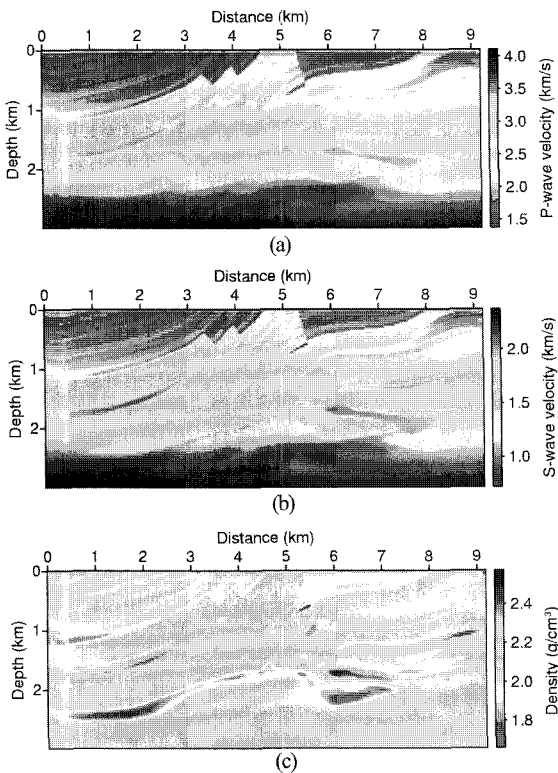 Distance (km)
0 1 2 3 4 5 6 7 8 9
0
1
2
Depth (km)
4.0
3.5
3.0
2.5
2.0
1.5
P-wave velocity (km/s)
(a)
Distance (km)
0 1 2 3 4 5 6 7 8 9
0
1
2
Depth (km)
2.0
1.5
1.0
S-wave velocity (km/s)
(b)
Distance (km)
0 1 2 3 4 5 6 7 8 9
0
1
2
Depth (km)
2.4
2.2
2.0
1.8
Density (g/cm³)
(c)